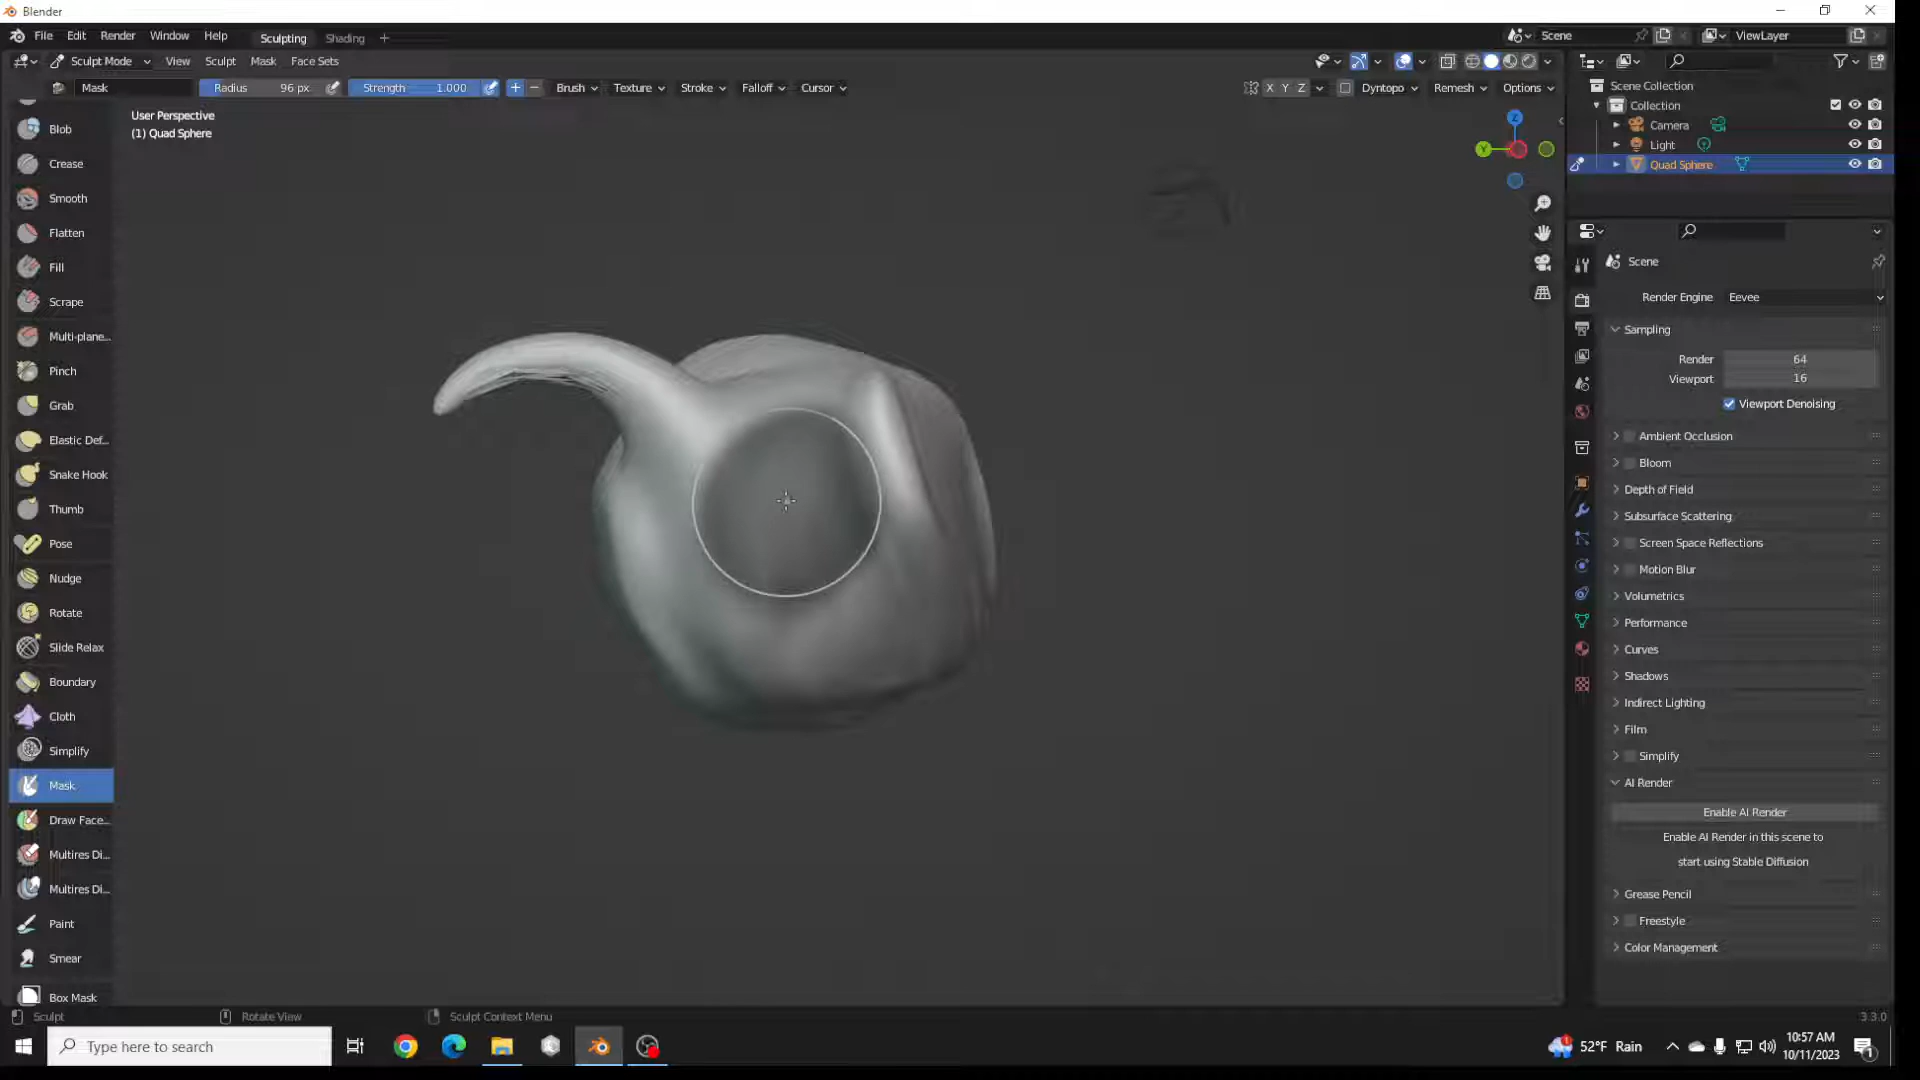 Blender
File Edit Render Window Help Sculpting Shading + Scene ViewLayer
Sculpt Mode View Sculpt Mask Face Sets
Mask Radius 96 px Strength 1.000 + − Brush Texture Stroke Falloff Cursor X Y Z Dyntopo Remesh Options
User Perspective
(1) Quad Sphere
Z
Y
Blob
Crease
Smooth
Flatten
Fill
Scrape
Multi-plane...
Pinch
Grab
Elastic Def...
Snake Hook
Thumb
Pose
Nudge
Rotate
Slide Relax
Boundary
Cloth
Simplify
Mask
Draw Face...
Multires Di...
Multires Di...
Paint
Smear
Box Mask
Scene Collection
Collection
Camera
Light
Quad Sphere
Scene
Render Engine Eevee
Sampling
Render 64
Viewport 16
Viewport Denoising
Ambient Occlusion
Bloom
Depth of Field
Subsurface Scattering
Screen Space Reflections
Motion Blur
Volumetrics
Performance
Curves
Shadows
Indirect Lighting
Film
Simplify
AI Render
Enable AI Render
Enable AI Render in this scene to
start using Stable Diffusion
Grease Pencil
Freestyle
Color Management
Sculpt Rotate View Sculpt Context Menu 3.3.0
Type here to search
52°F Rain
10:57 AM
10/11/2023
1